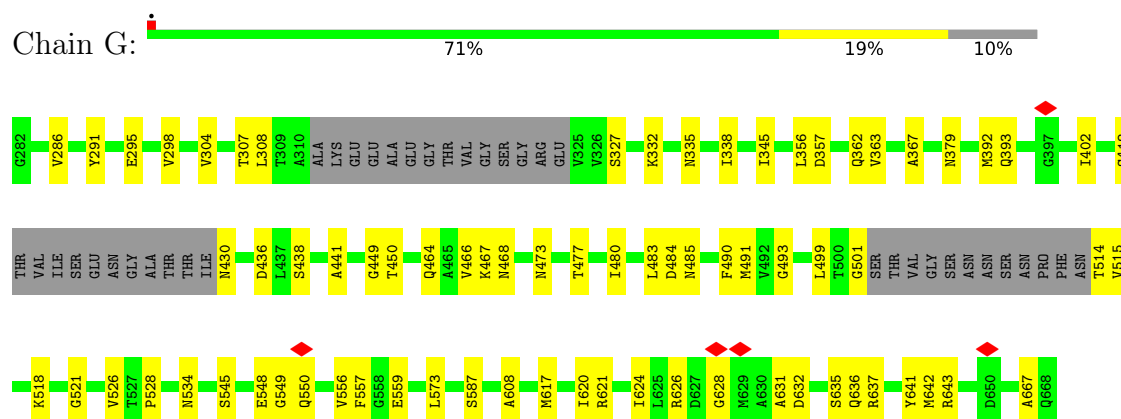 Chain G:
71% 19% 10%
G282 V286 Y291 E295 V298 V304 T307 L308 T309 A310 ALA LYS GLU GLU ALA GLU GLY THR VAL GLY SER GLY ARG GLU V325 V326 S327 K332 N335 I338 I345 L356 D357 Q362 V363 A367 N379 M392 Q393 G397 I402
THR VAL ILE SER GLU ASN GLY ALA THR THR ILE N430 D436 L437 S438 A441 G449 T450 Q464 A465 V466 K467 N468 N473 T477 I480 L483 D484 N485 F490 M491 V492 G493 L499 T500 G501 SER THR VAL GLY SER ASN ASN SER ASN PRO PHE ASN T514 V515
K518 G521 V526 T527 P528 N534 S545 E548 G549 Q550 V556 F557 G558 E559 L573 S587 A608 M617 I620 R621 I624 L625 R626 D627 G628 M629 A630 A631 D632 S635 Q636 R637 Y641 M642 R643 D650 A667 Q668